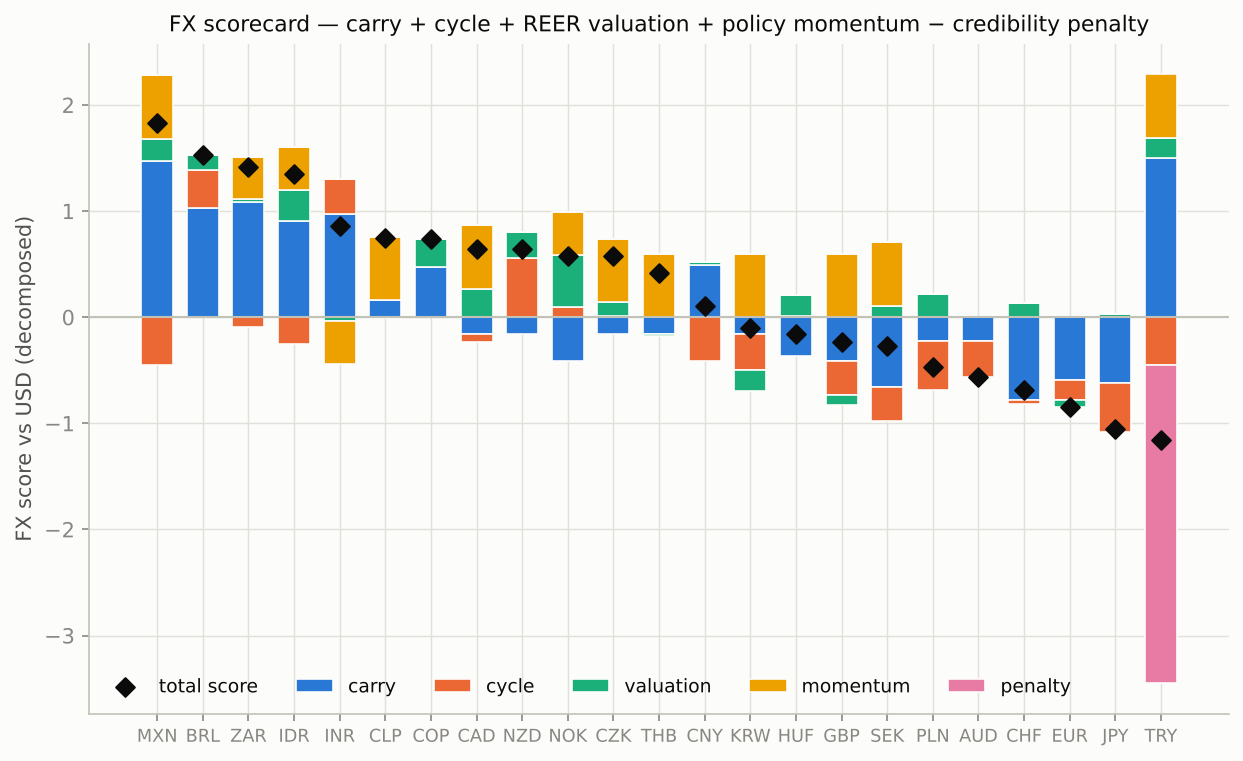 FX scorecard — carry + cycle + REER valuation + policy momentum − credibility penalty
FX score vs USD (decomposed)
2
1
0
−1
−2
−3
total score carry cycle valuation momentum penalty
MXN BRL ZAR IDR INR CLP COP CAD NZD NOK CZK THB CNY KRW HUF GBP SEK PLN AUD CHF EUR JPY TRY